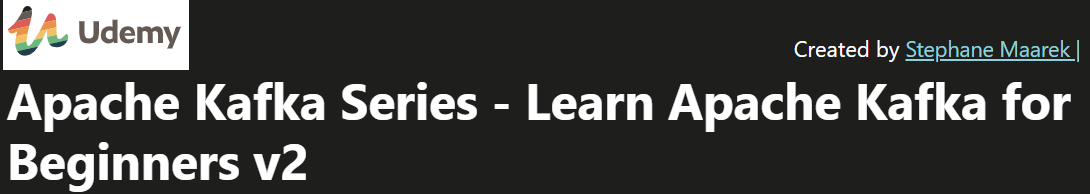 Udemy
Created by Stephane Maarek |
Apache Kafka Series - Learn Apache Kafka for
Beginners v2